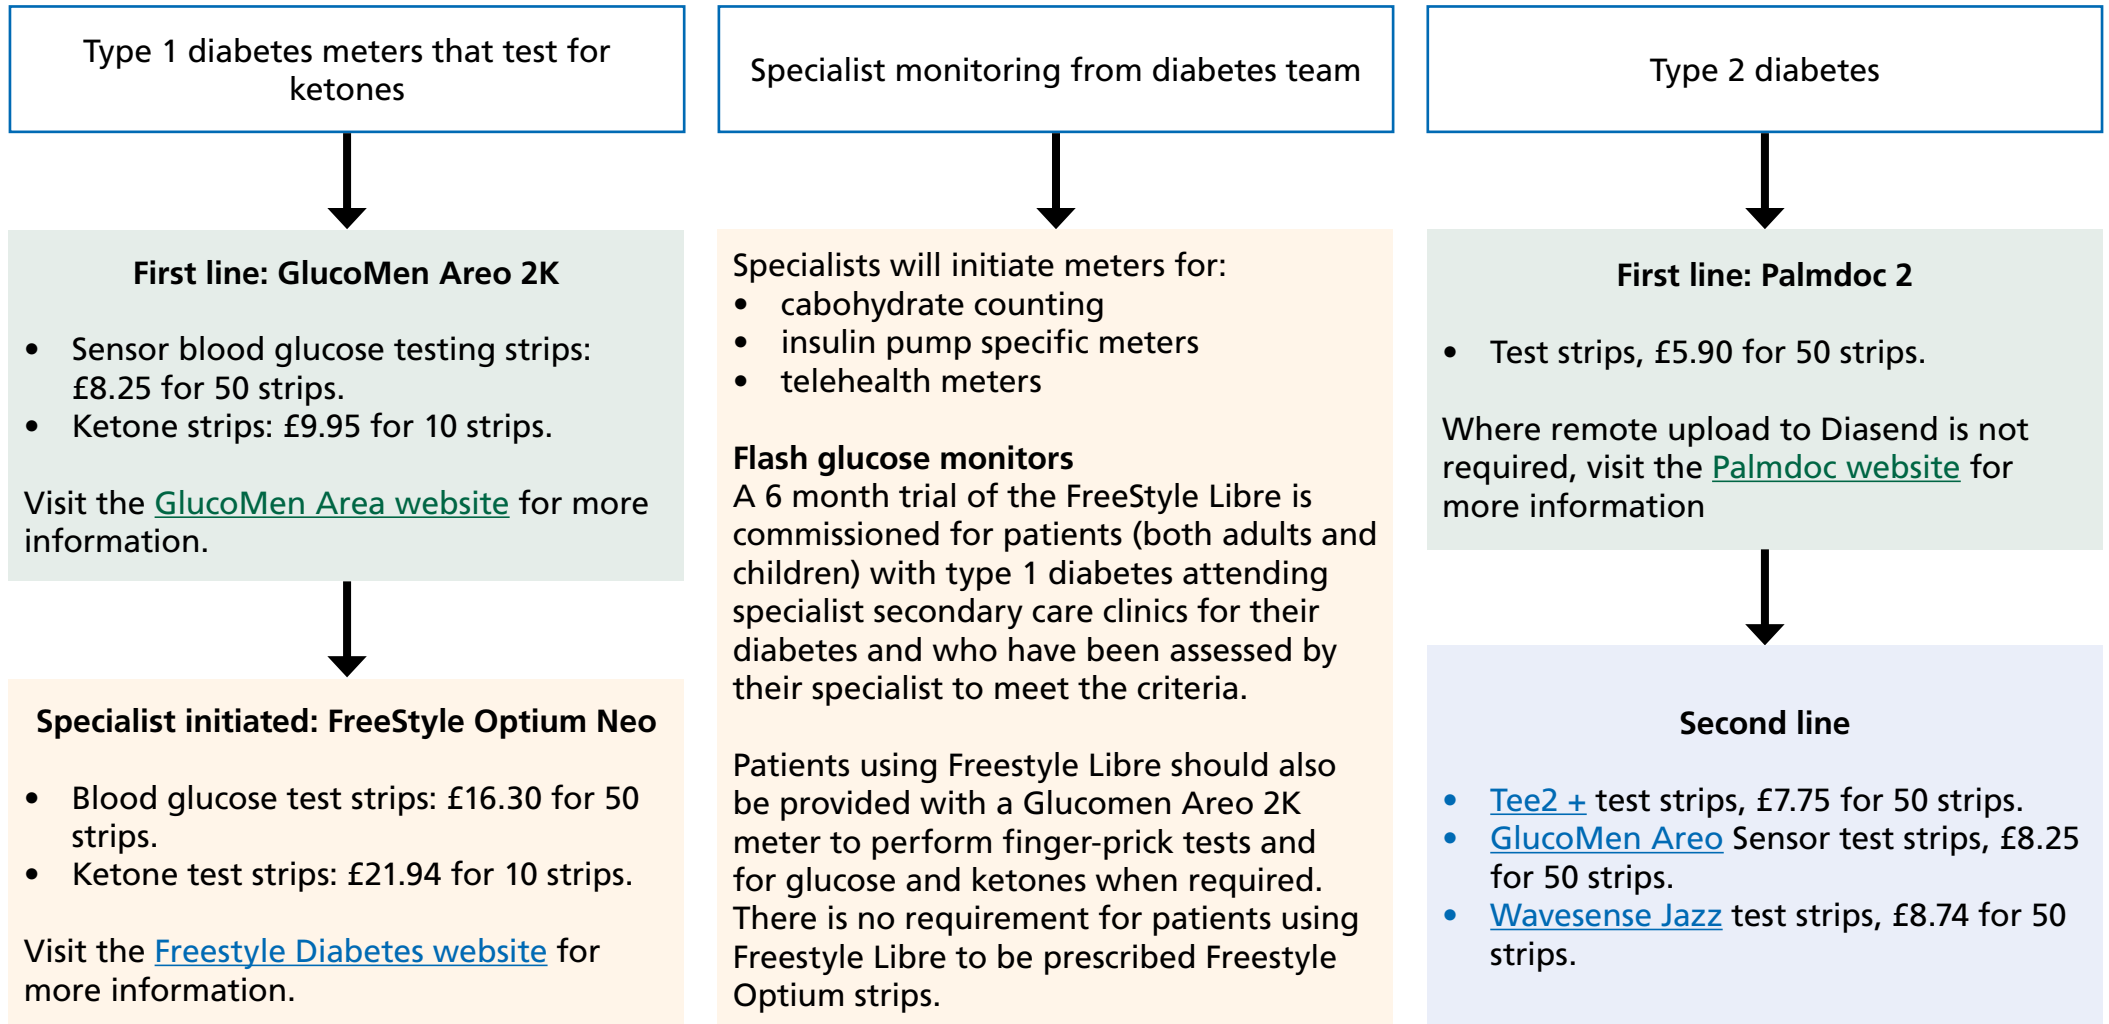 Type 1 diabetes meters that test for
ketones
First line: GlucoMen Areo 2K
• Sensor blood glucose testing strips:
£8.25 for 50 strips.
• Ketone strips: £9.95 for 10 strips.
Visit the GlucoMen Area website for more
information.
Specialist initiated: FreeStyle Optium Neo
• Blood glucose test strips: £16.30 for 50
strips.
• Ketone test strips: £21.94 for 10 strips.
Visit the Freestyle Diabetes website for
more information.
Specialist monitoring from diabetes team
Specialists will initiate meters for:
• cabohydrate counting
• insulin pump specific meters
• telehealth meters
Flash glucose monitors
A 6 month trial of the FreeStyle Libre is
commissioned for patients (both adults and
children) with type 1 diabetes attending
specialist secondary care clinics for their
diabetes and who have been assessed by
their specialist to meet the criteria.
Patients using Freestyle Libre should also
be provided with a Glucomen Areo 2K
meter to perform finger-prick tests and
for glucose and ketones when required.
There is no requirement for patients using
Freestyle Libre to be prescribed Freestyle
Optium strips.
Type 2 diabetes
First line: Palmdoc 2
• Test strips, £5.90 for 50 strips.
Where remote upload to Diasend is not
required, visit the Palmdoc website for
more information
Second line
• Tee2 + test strips, £7.75 for 50 strips.
• GlucoMen Areo Sensor test strips, £8.25
for 50 strips.
• Wavesense Jazz test strips, £8.74 for 50
strips.